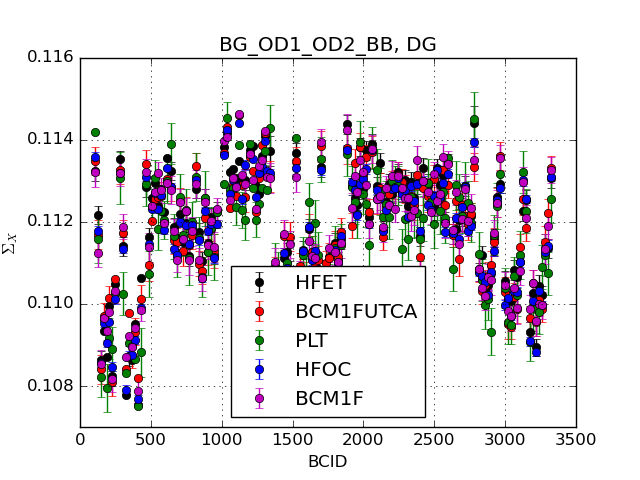 BG_OD1_OD2_BB, DG
0.116
0.114
0.112
0.110
0.108
Σ_X
HFET
BCM1FUTCA
PLT
HFOC
BCM1F
0 500 1000 1500 2000 2500 3000 3500
BCID